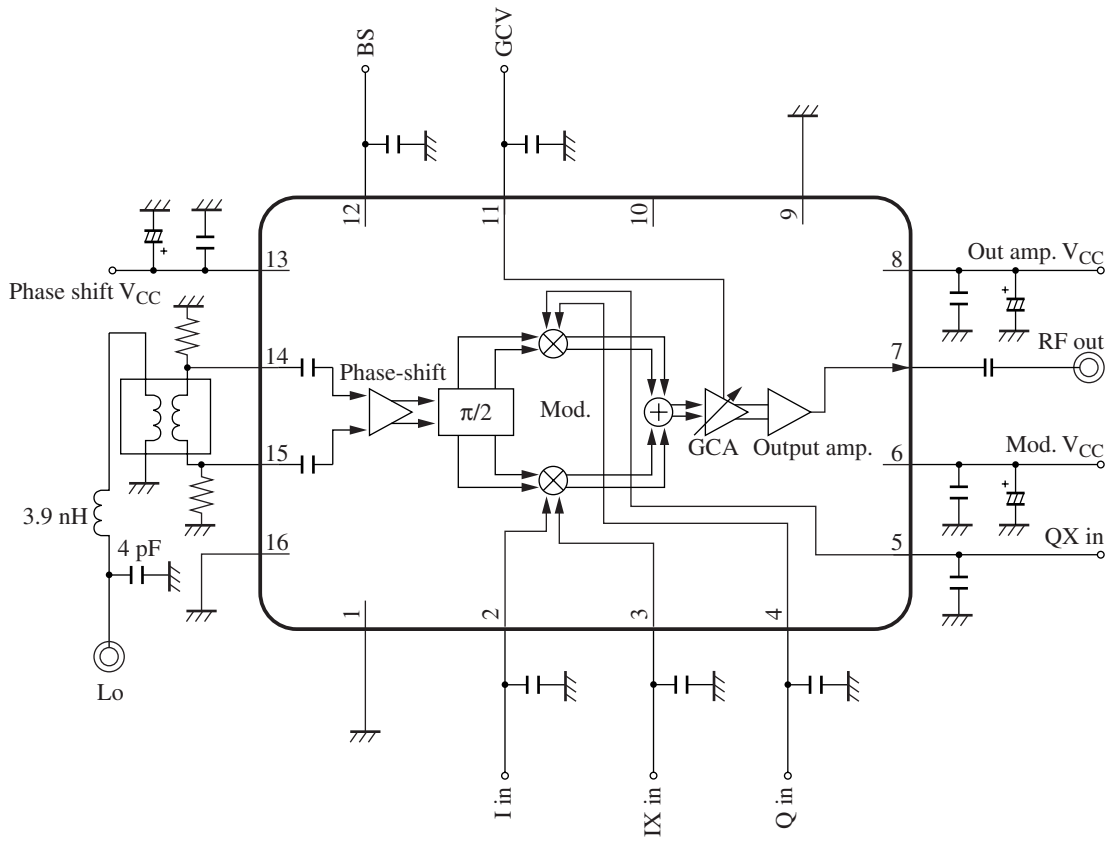 BS
GCV
12
11
10
9
13
8
Out amp. VCC
Phase shift VCC
14
7
RF out
Phase-shift
π/2
Mod.
GCA
Output amp.
15
6
Mod. VCC
3.9 nH
4 pF
16
5
QX in
1
2
3
4
Lo
I in
IX in
Q in